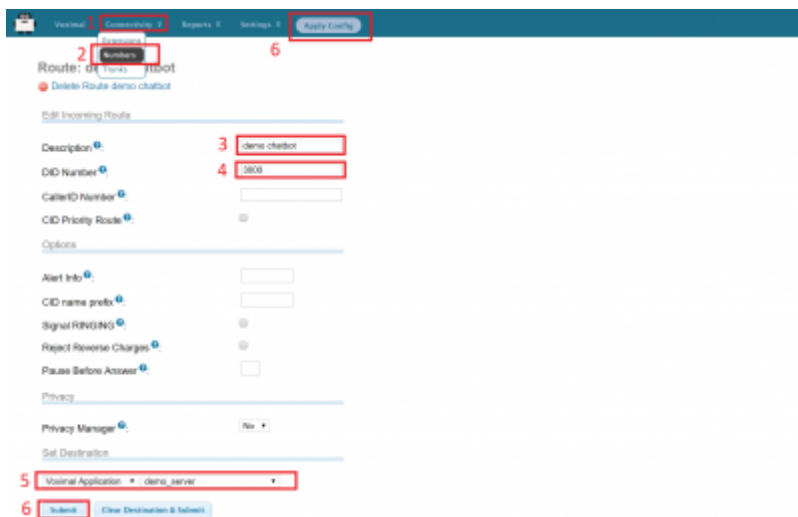 Voximal 1 Connectivity Reports Settings Apply Config
Extensions
2 Numbers 6
Trunks
Route: de tbot
Delete Route demo chatbot
Edit Incoming Route
Description : 3 demo chatbot
DID Number : 4 3000
CallerID Number :
CID Priority Route :
Options
Alert Info :
CID name prefix :
Signal RINGING :
Reject Reverse Charges :
Pause Before Answer :
Privacy
Privacy Manager : No
Set Destination
5 Voximal Application demo_server
6 Submit Clear Destination & Submit